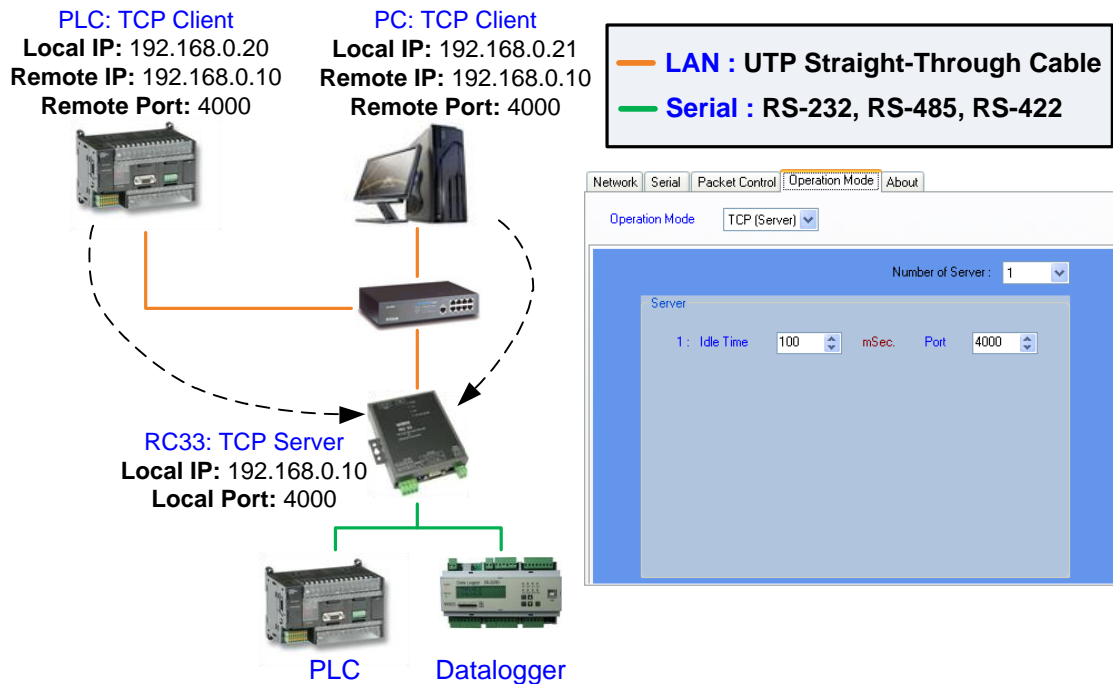 PLC: TCP Client
Local IP: 192.168.0.20
Remote IP: 192.168.0.10
Remote Port: 4000
PC: TCP Client
Local IP: 192.168.0.21
Remote IP: 192.168.0.10
Remote Port: 4000
LAN : UTP Straight-Through Cable
Serial : RS-232, RS-485, RS-422
Network Serial Packet Control Operation Mode About
Operation Mode TCP (Server)
Number of Server : 1
Server
1 : Idle Time 100 mSec. Port 4000
RC33: TCP Server
Local IP: 192.168.0.10
Local Port: 4000
PLC
Datalogger